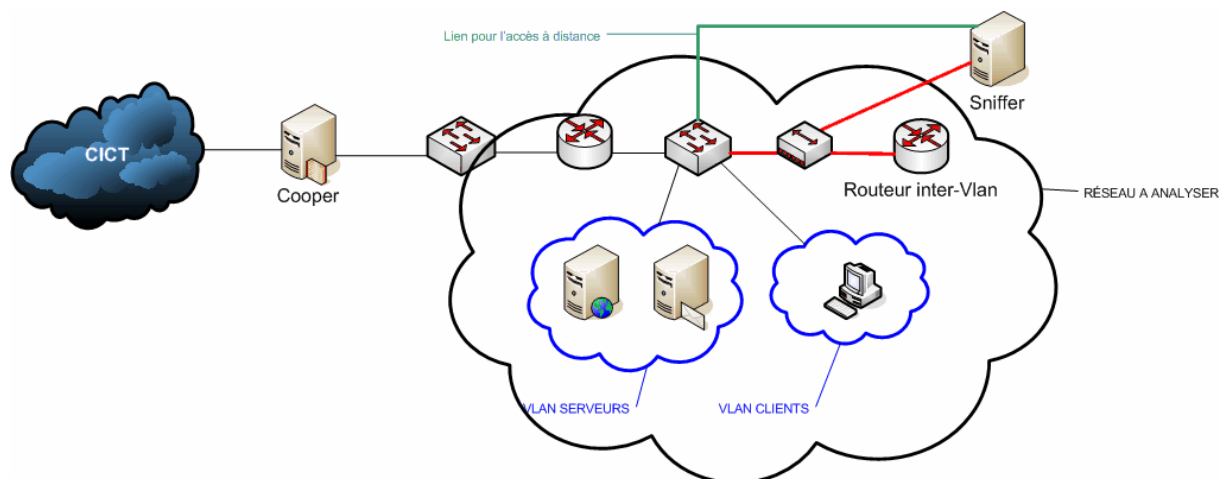 Lien pour l'accès à distance
Sniffer
CICT
Cooper
Routeur inter-Vlan
RÉSEAU A ANALYSER
VLAN SERVEURS
VLAN CLIENTS